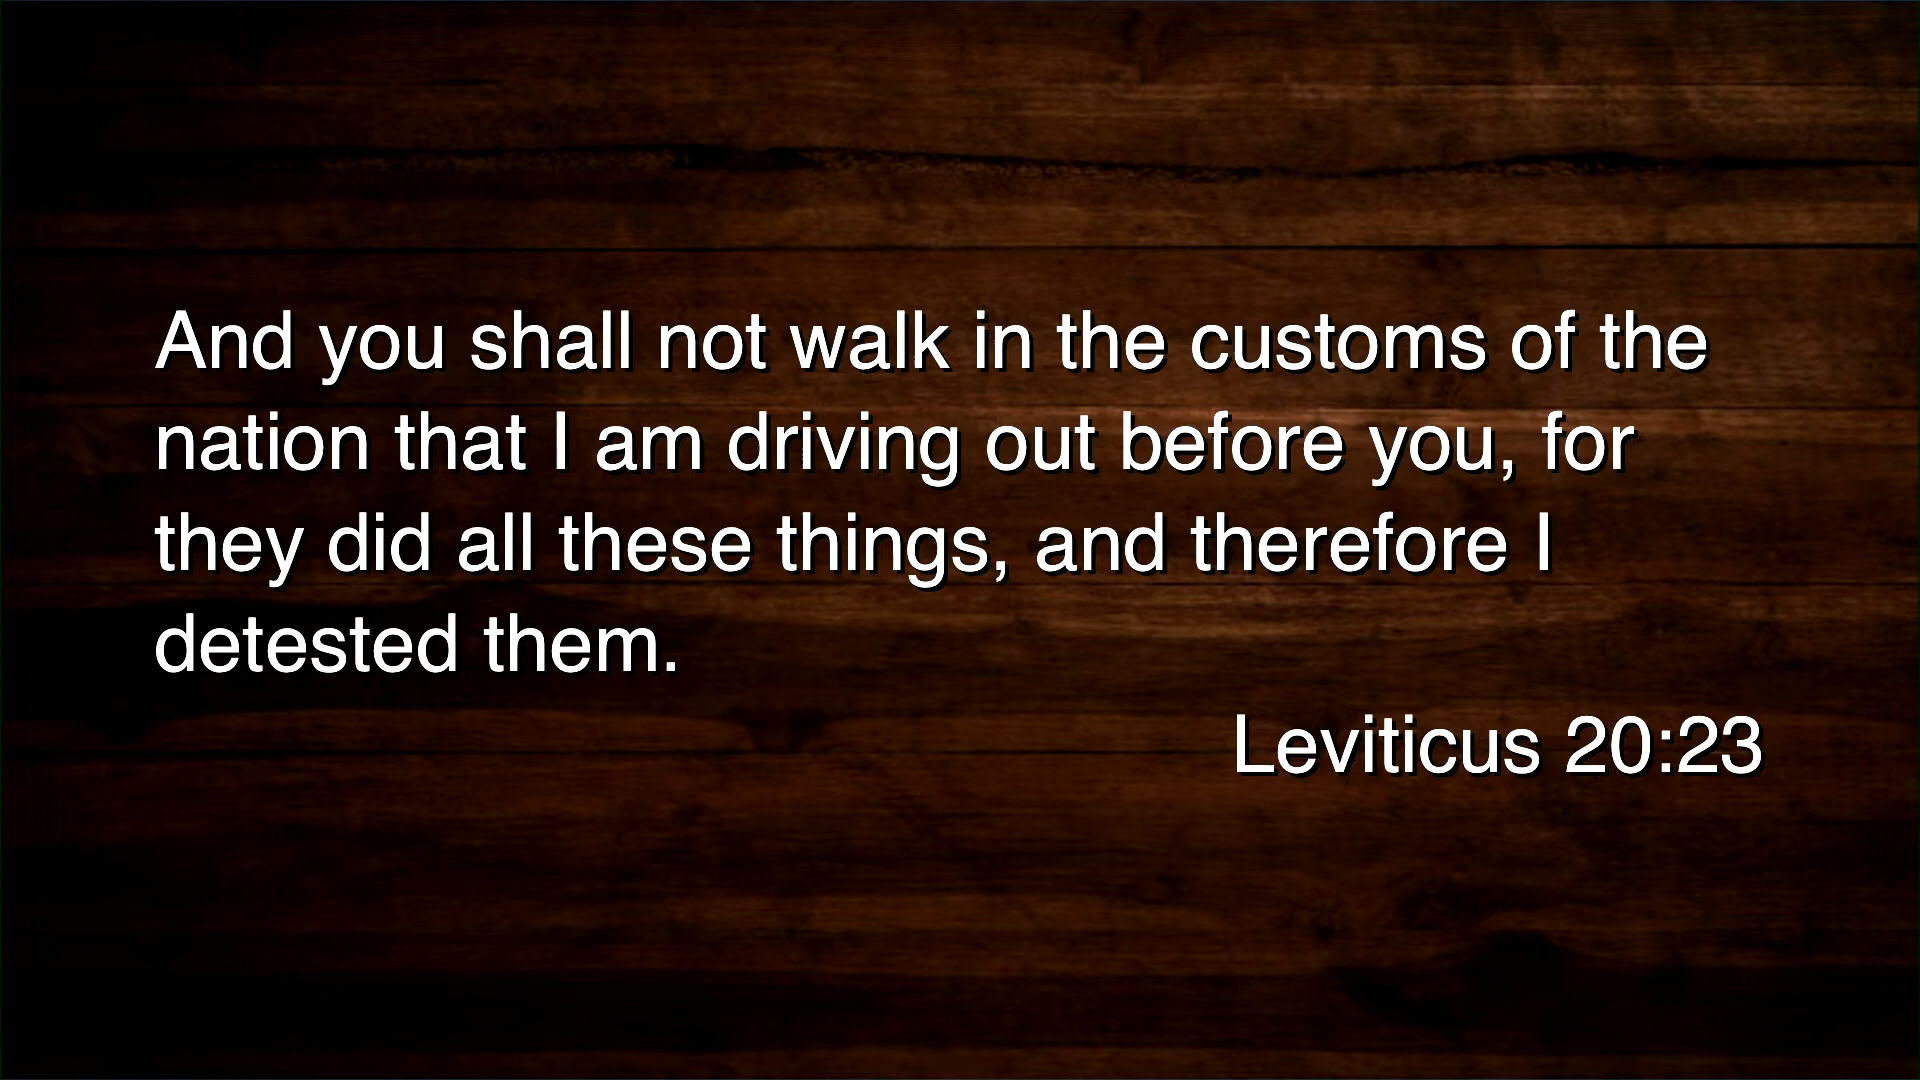 And you shall not walk in the customs of the
nation that I am driving out before you, for
they did all these things, and therefore I
detested them.
Leviticus 20:23